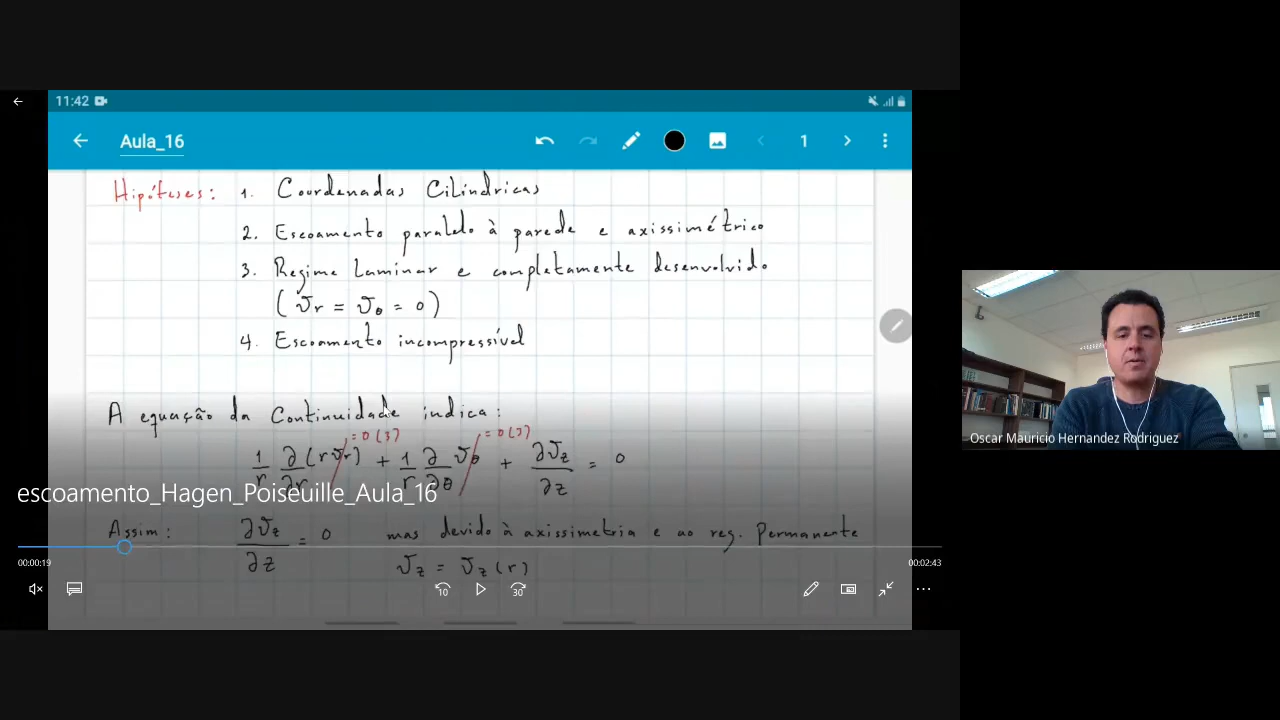 11:42
Aula_16
1
Hipóteses: 1. Coordenadas Cilíndricas
2. Escoamento paralelo à parede e axissimétrico
3. Regime Laminar e completamente desenvolvido
(vr = vθ = 0)
4. Escoamento incompressível
A equação da Continuidade indica:
= 0 (3) = 0 (3)
1/r ∂(r vr)/∂r + 1/r ∂/∂θ vθ + ∂vz/∂z = 0
escoamento_Hagen_Poiseuille_Aula_16
Assim: ∂vz/∂z = 0 mas devido à axissimetria e ao reg. Permanente
vz = vz (r)
00:00:19
00:02:43
10
30
Oscar Mauricio Hernandez Rodriguez